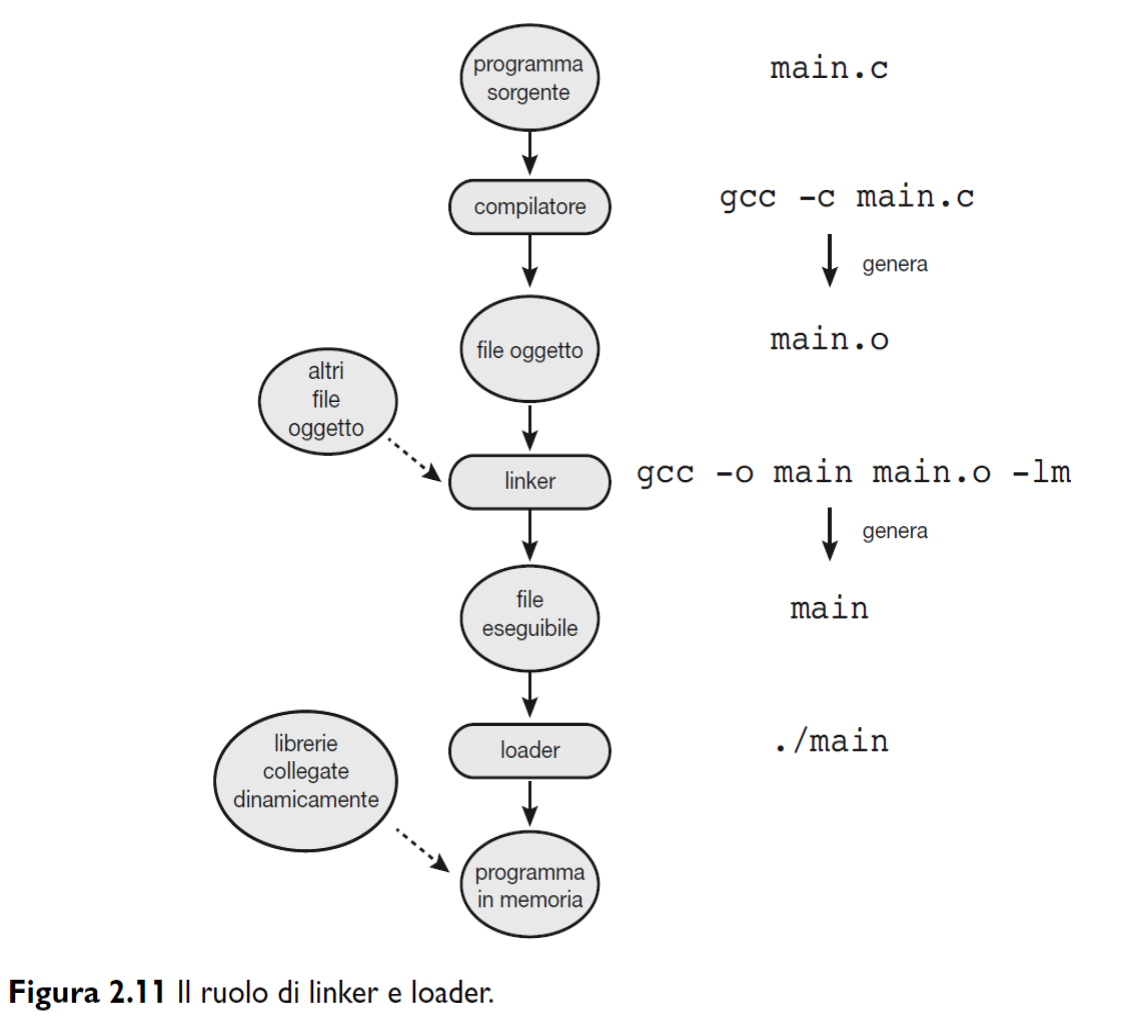 programma
sorgente
main.c
compilatore
gcc -c main.c
genera
file oggetto
main.o
altri
file
oggetto
linker
gcc -o main main.o -lm
genera
file
eseguibile
main
librerie
collegate
dinamicamente
loader
./main
programma
in memoria
Figura 2.11 Il ruolo di linker e loader.